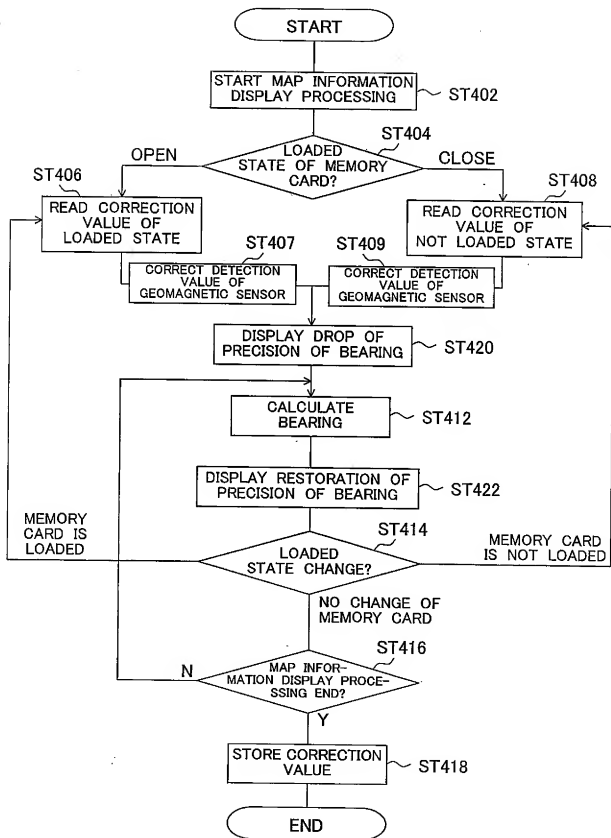 START
START MAP INFORMATION
DISPLAY PROCESSING
ST402
LOADED
STATE OF MEMORY
CARD?
ST404
OPEN
CLOSE
ST406
READ CORRECTION
VALUE OF
LOADED STATE
ST408
READ CORRECTION
VALUE OF
NOT LOADED STATE
ST407
CORRECT DETECTION
VALUE OF
GEOMAGNETIC SENSOR
ST409
CORRECT DETECTION
VALUE OF
GEOMAGNETIC SENSOR
DISPLAY DROP OF
PRECISION OF BEARING
ST420
CALCULATE
BEARING
ST412
DISPLAY RESTORATION OF
PRECISION OF BEARING
ST422
MEMORY
CARD IS
LOADED
LOADED
STATE CHANGE?
ST414
MEMORY CARD
IS NOT LOADED
NO CHANGE OF
MEMORY CARD
ST416
N
MAP INFOR-
MATION DISPLAY PROCE-
SSING END?
Y
STORE CORRECTION
VALUE
ST418
END